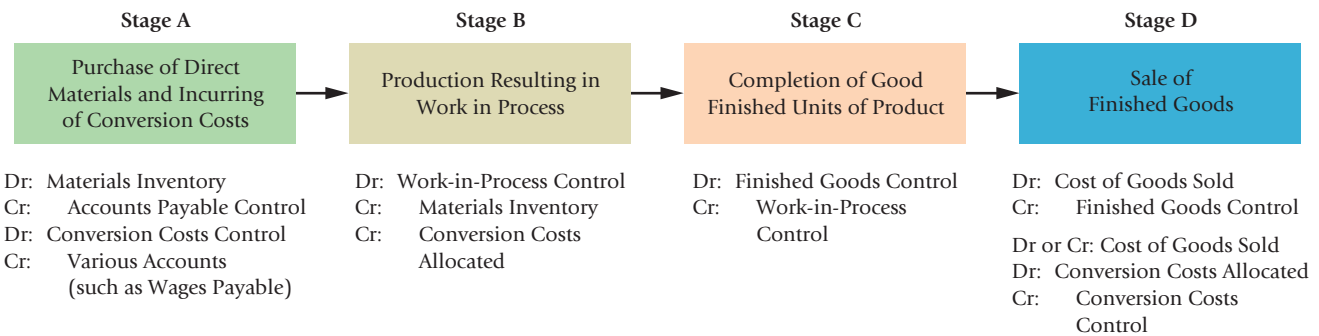 Stage A
Purchase of Direct
Materials and Incurring
of Conversion Costs
Dr: Materials Inventory
Cr: Accounts Payable Control
Dr: Conversion Costs Control
Cr: Various Accounts
(such as Wages Payable)
Stage B
Production Resulting in
Work in Process
Dr: Work-in-Process Control
Cr: Materials Inventory
Cr: Conversion Costs
Allocated
Stage C
Completion of Good
Finished Units of Product
Dr: Finished Goods Control
Cr: Work-in-Process
Control
Stage D
Sale of
Finished Goods
Dr: Cost of Goods Sold
Cr: Finished Goods Control
Dr or Cr: Cost of Goods Sold
Dr: Conversion Costs Allocated
Cr: Conversion Costs
Control